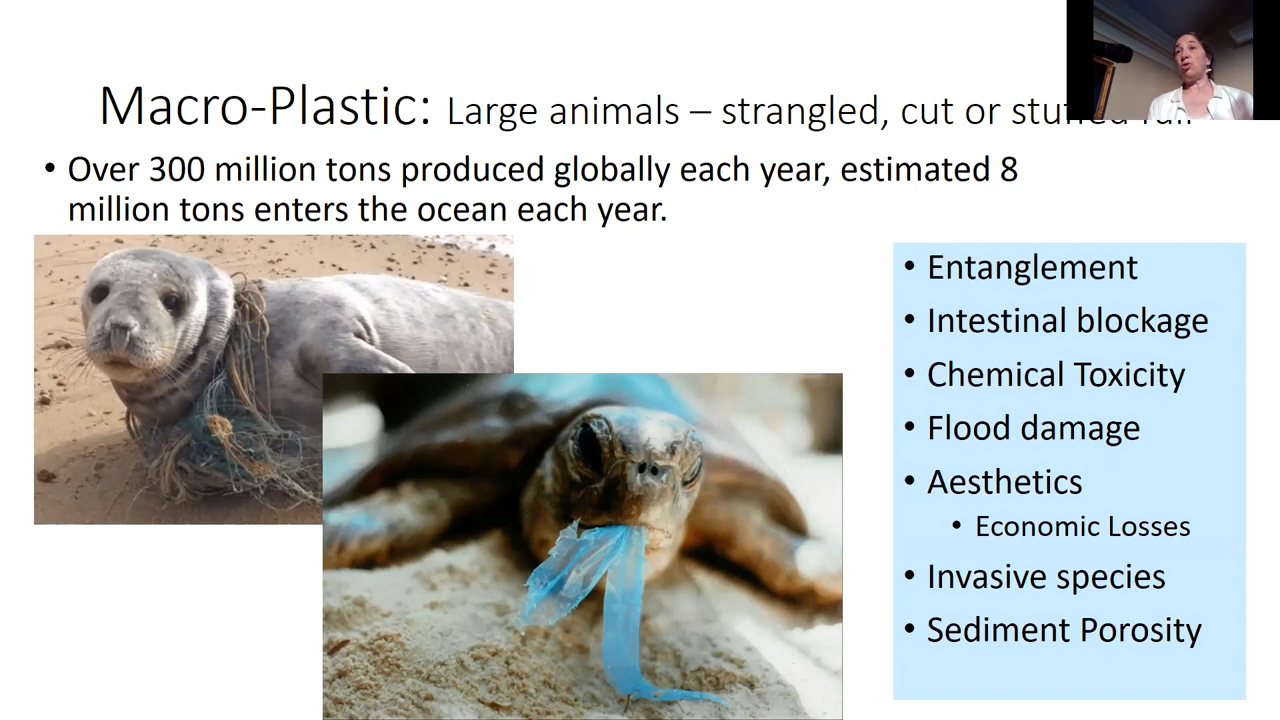 Macro-Plastic: Large animals – strangled, cut or
• Over 300 million tons produced globally each year, estimated 8
million tons enters the ocean each year.
• Entanglement
• Intestinal blockage
• Chemical Toxicity
• Flood damage
• Aesthetics
• Economic Losses
• Invasive species
• Sediment Porosity